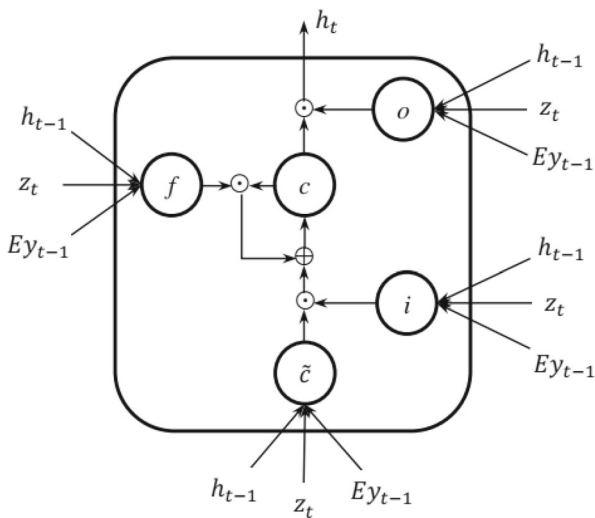 h_t
h_{t-1}
o
z_t
Ey_{t-1}
h_{t-1}
z_t
Ey_{t-1}
f
c
h_{t-1}
i
z_t
Ey_{t-1}
c̃
h_{t-1}
z_t
Ey_{t-1}